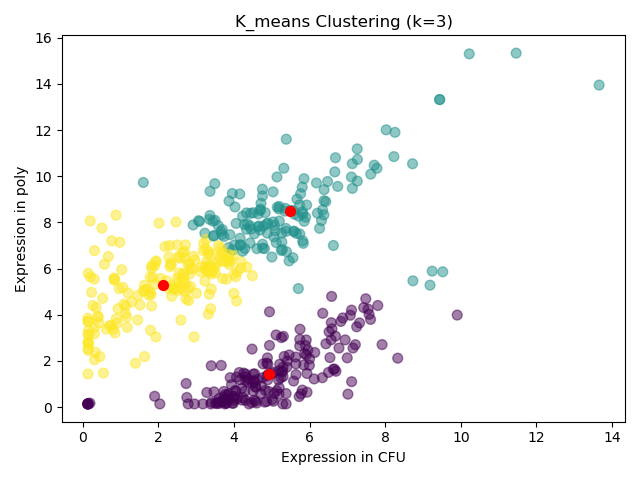 K_means Clustering (k=3)
16
14
12
10
8
6
4
2
0
Expression in poly
0 2 4 6 8 10 12 14
Expression in CFU